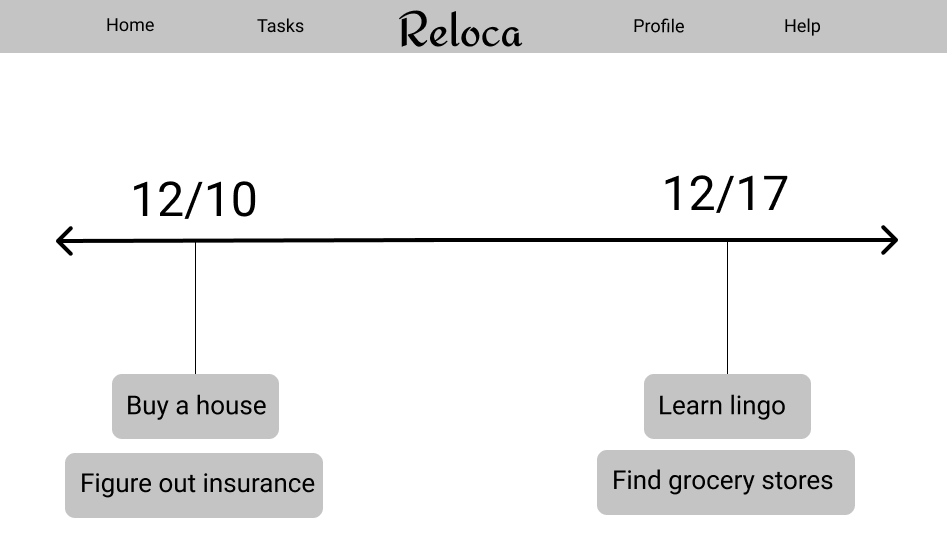 Home Tasks Reloca Profile Help
12/10 12/17
Buy a house Learn lingo
Figure out insurance Find grocery stores